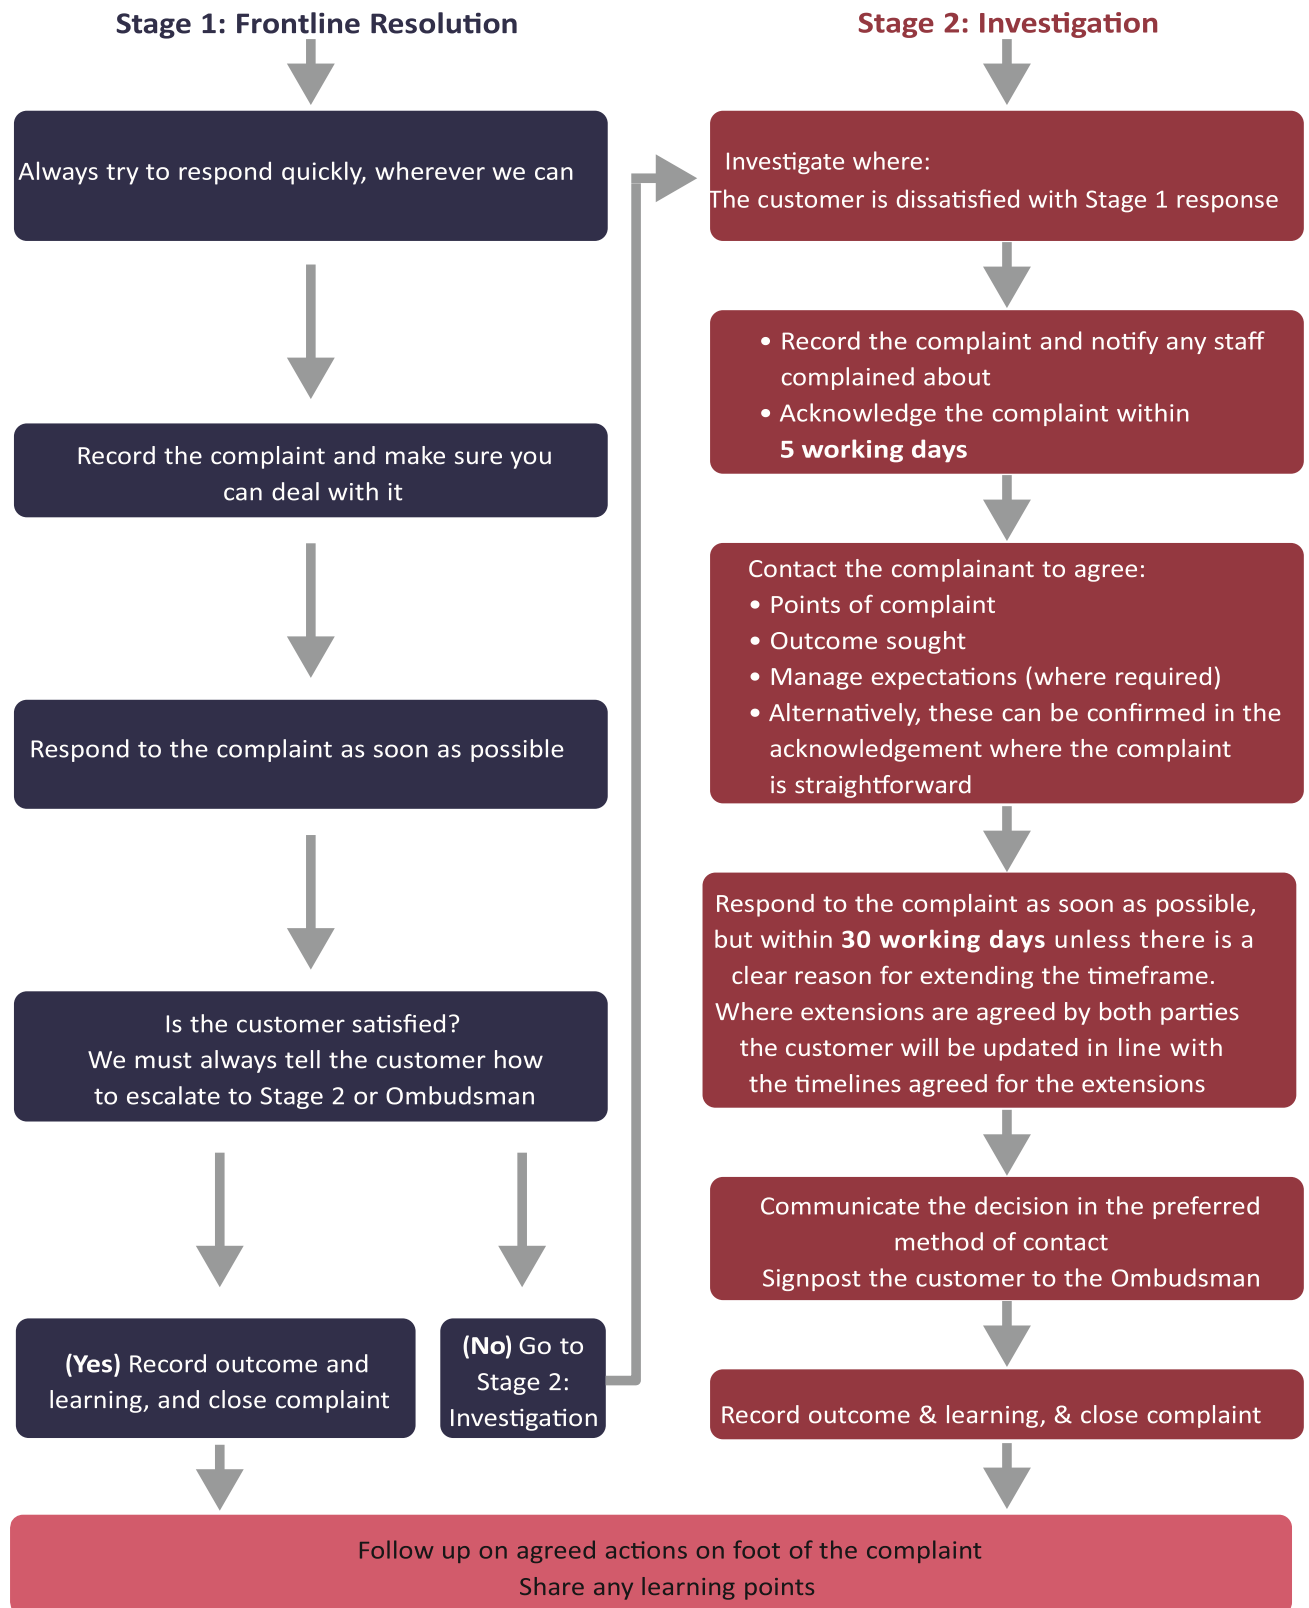 Stage 1: Frontline Resolution
Always try to respond quickly, wherever we can
Record the complaint and make sure you
can deal with it
Respond to the complaint as soon as possible
Is the customer satisfied?
We must always tell the customer how
to escalate to Stage 2 or Ombudsman
(Yes) Record outcome and
learning, and close complaint
(No) Go to
Stage 2:
Investigation
Stage 2: Investigation
Investigate where:
The customer is dissatisfied with Stage 1 response
• Record the complaint and notify any staff
complained about
• Acknowledge the complaint within
5 working days
Contact the complainant to agree:
• Points of complaint
• Outcome sought
• Manage expectations (where required)
• Alternatively, these can be confirmed in the
acknowledgement where the complaint
is straightforward
Respond to the complaint as soon as possible,
but within 30 working days unless there is a
clear reason for extending the timeframe.
Where extensions are agreed by both parties
the customer will be updated in line with
the timelines agreed for the extensions
Communicate the decision in the preferred
method of contact
Signpost the customer to the Ombudsman
Record outcome & learning, & close complaint
Follow up on agreed actions on foot of the complaint
Share any learning points